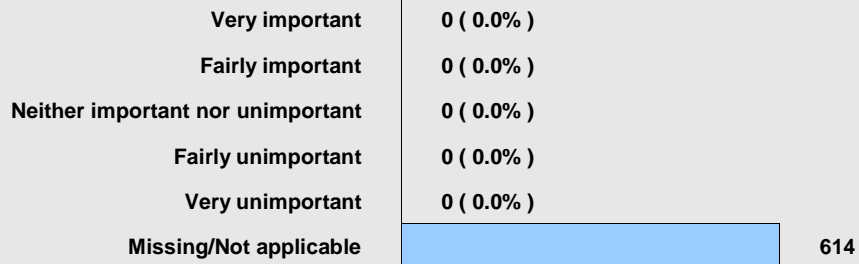 Very important 0 ( 0.0% )
Fairly important 0 ( 0.0% )
Neither important nor unimportant 0 ( 0.0% )
Fairly unimportant 0 ( 0.0% )
Very unimportant 0 ( 0.0% )
Missing/Not applicable 614